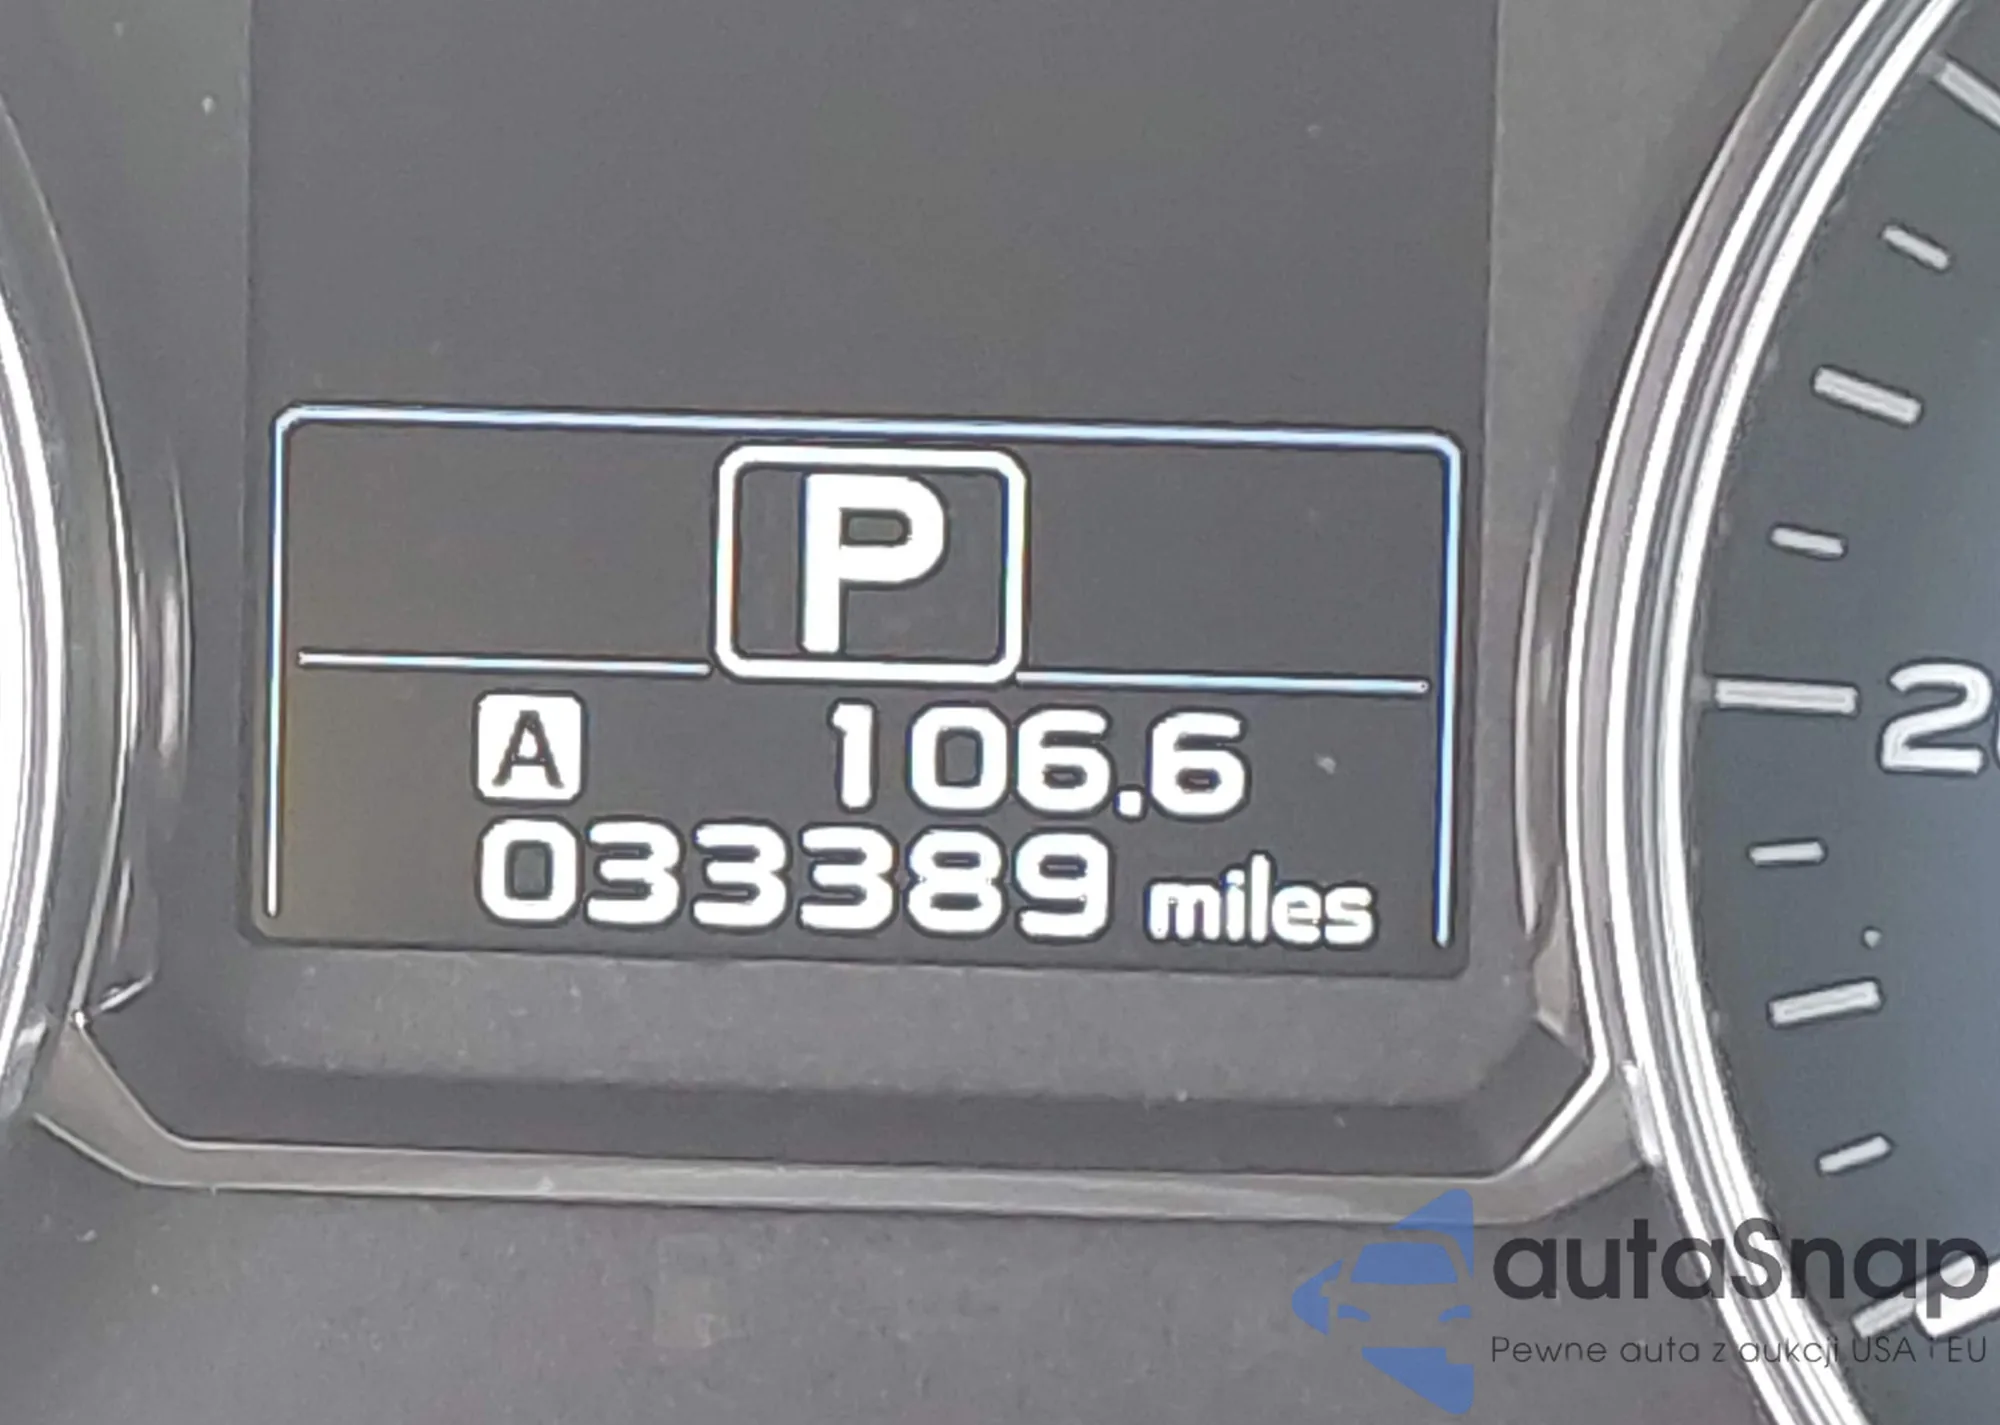 P
A 106.6
033389 miles
2
autaSnap
Pewne auta z aukcji USA i EU